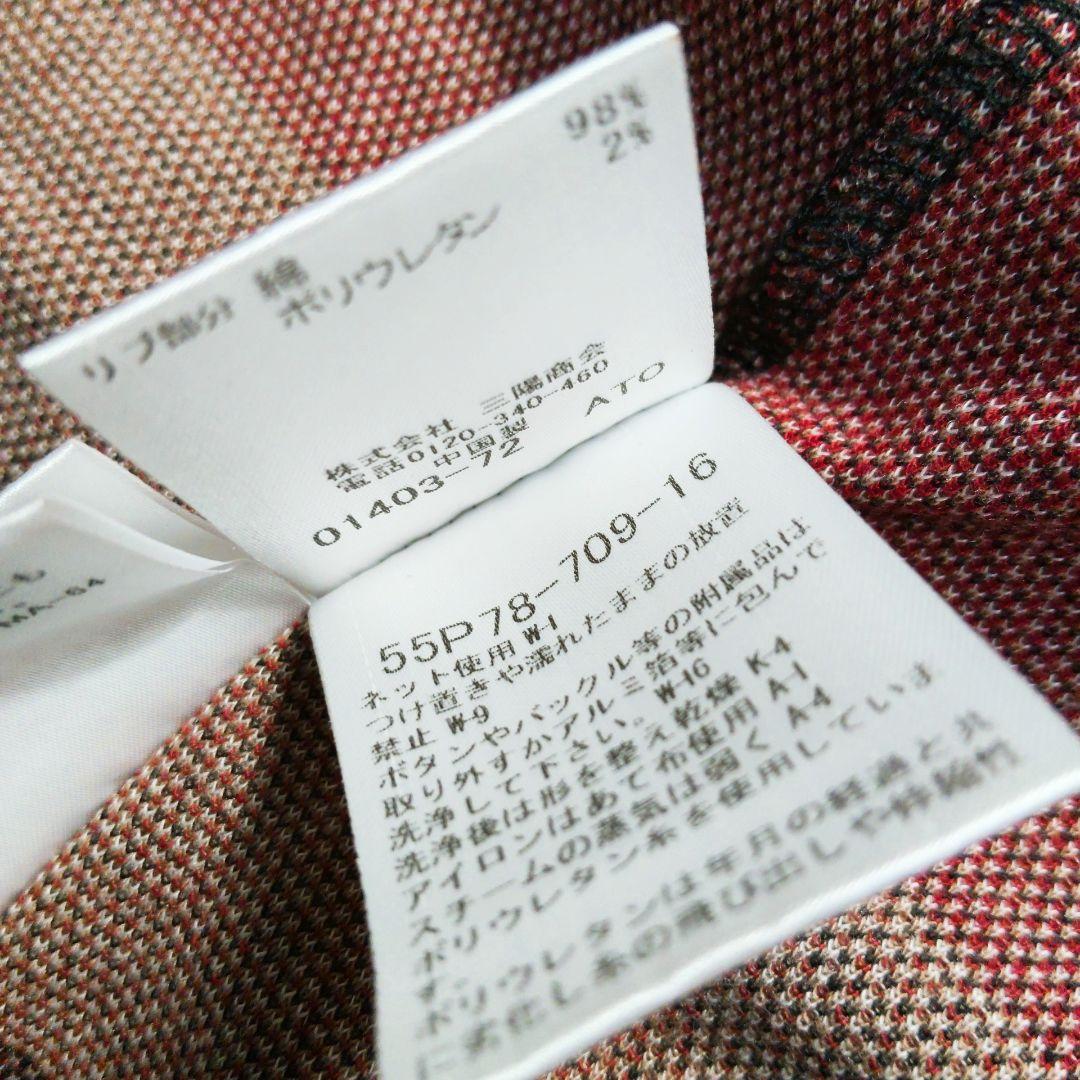 リブ部分 綿 98%
ポリウレタン 2%
株式会社 三陽商会
電話0120-340-460
中国製
01403-72 ATO
55P78-709-16
ネット使用 W-1
つけ置きや濡れたままの放置
禁止 W-9
ボタンやバックル等の附属品は
取り外すかアルミ箔等に包んで
洗浄して下さい。 W-16
洗浄後は形を整え乾燥 K-4
アイロンはあて布使用 A-1
スチームの蒸気は弱く A-4
ポリウレタン糸を使用していま
す。
ポリウレタンは年月の経過と共
に劣化し糸の飛び出しや伸縮性